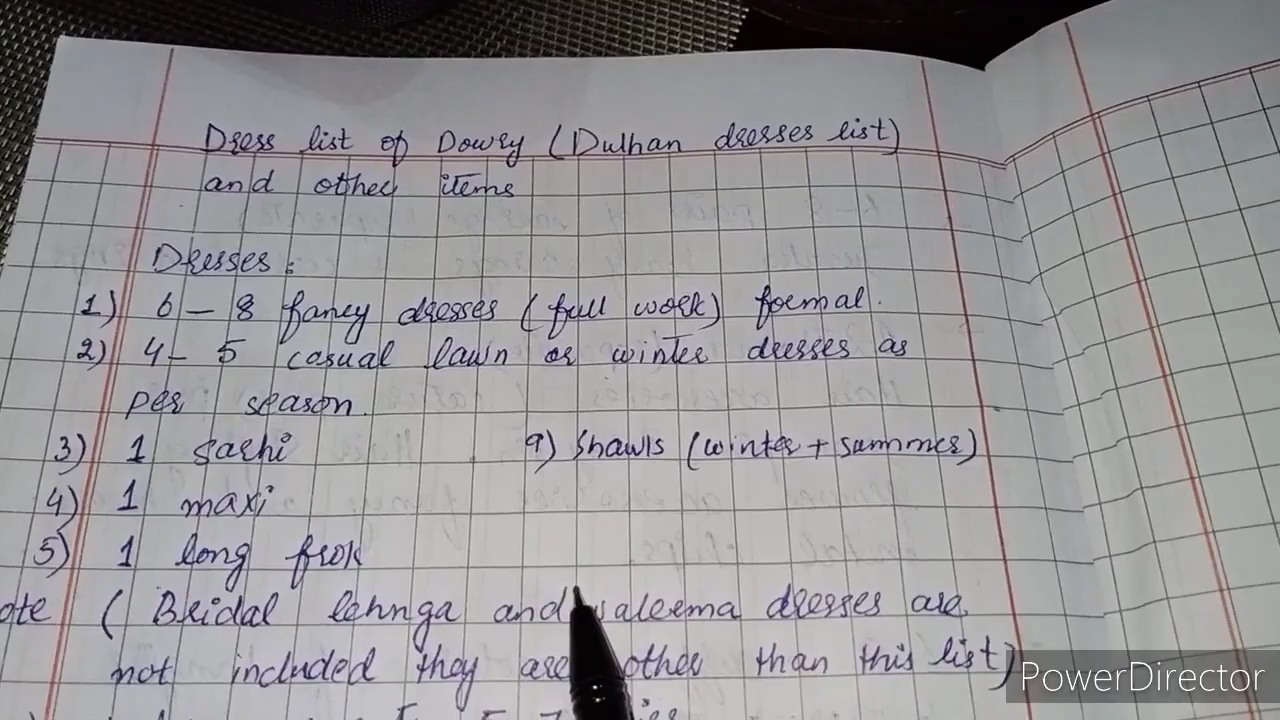 Dress list of Dowry (Dulhan dresses list)
and other items
Dresses:
1) 6 - 8 fancy dresses (full work) formal.
2) 4 - 5 casual lawn or winter dresses as
per season.
3) 1 sarhi
9) Shawls (winter + summer)
4) 1 maxi
5) 1 long frok
ote ( Bridal lehnga and waleema dresses are
not included they are other than this list)
PowerDirector